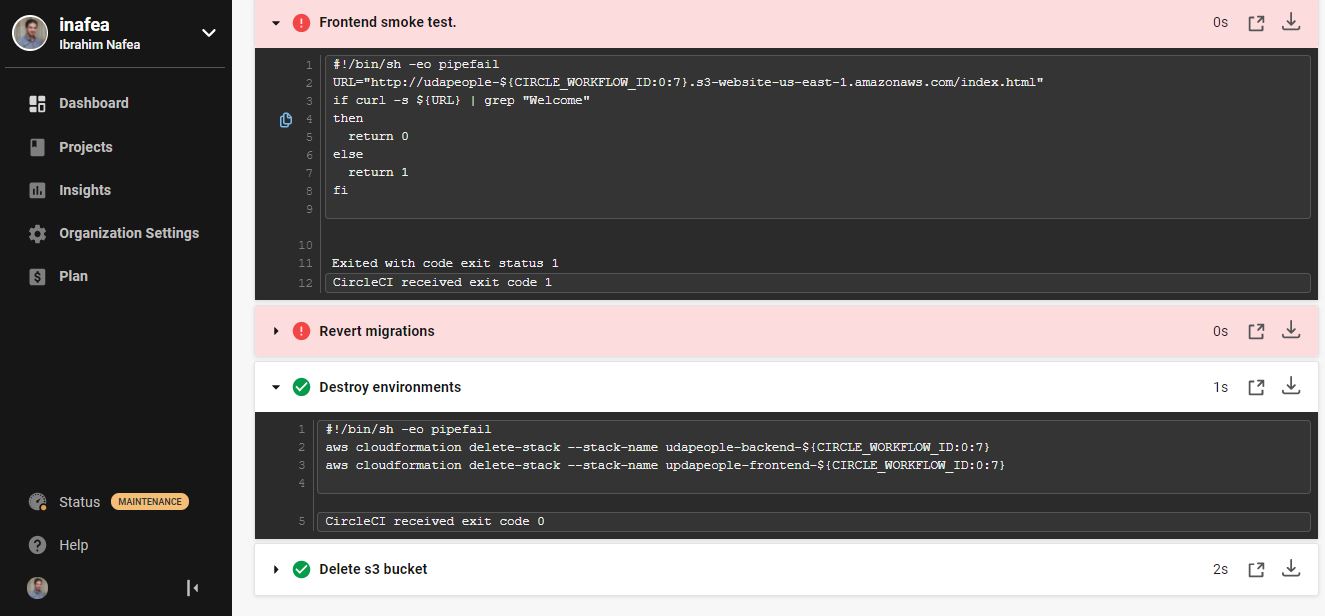 inafea
Ibrahim Nafea
Dashboard
Projects
Insights
Organization Settings
Plan
Status MAINTENANCE
Help
Frontend smoke test. 0s
1 #!/bin/sh -eo pipefail
2 URL="http://udapeople-${CIRCLE_WORKFLOW_ID:0:7}.s3-website-us-east-1.amazonaws.com/index.html"
3 if curl -s ${URL} | grep "Welcome"
4 then
5 return 0
6 else
7 return 1
8 fi
9
10
11 Exited with code exit status 1
12 CircleCI received exit code 1
Revert migrations 0s
Destroy environments 1s
1 #!/bin/sh -eo pipefail
2 aws cloudformation delete-stack --stack-name udapeople-backend-${CIRCLE_WORKFLOW_ID:0:7}
3 aws cloudformation delete-stack --stack-name updapeople-frontend-${CIRCLE_WORKFLOW_ID:0:7}
4
5 CircleCI received exit code 0
Delete s3 bucket 2s